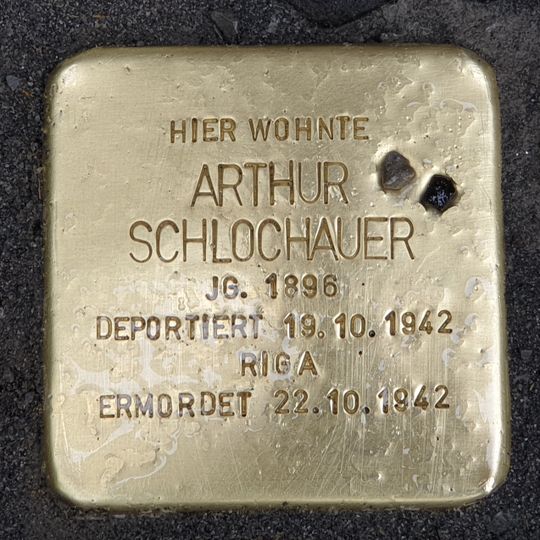 HIER WOHNTE
ARTHUR
SCHLOCHAUER
JG. 1896
DEPORTIERT 19.10.1942
RIGA
ERMORDET 22.10.1942